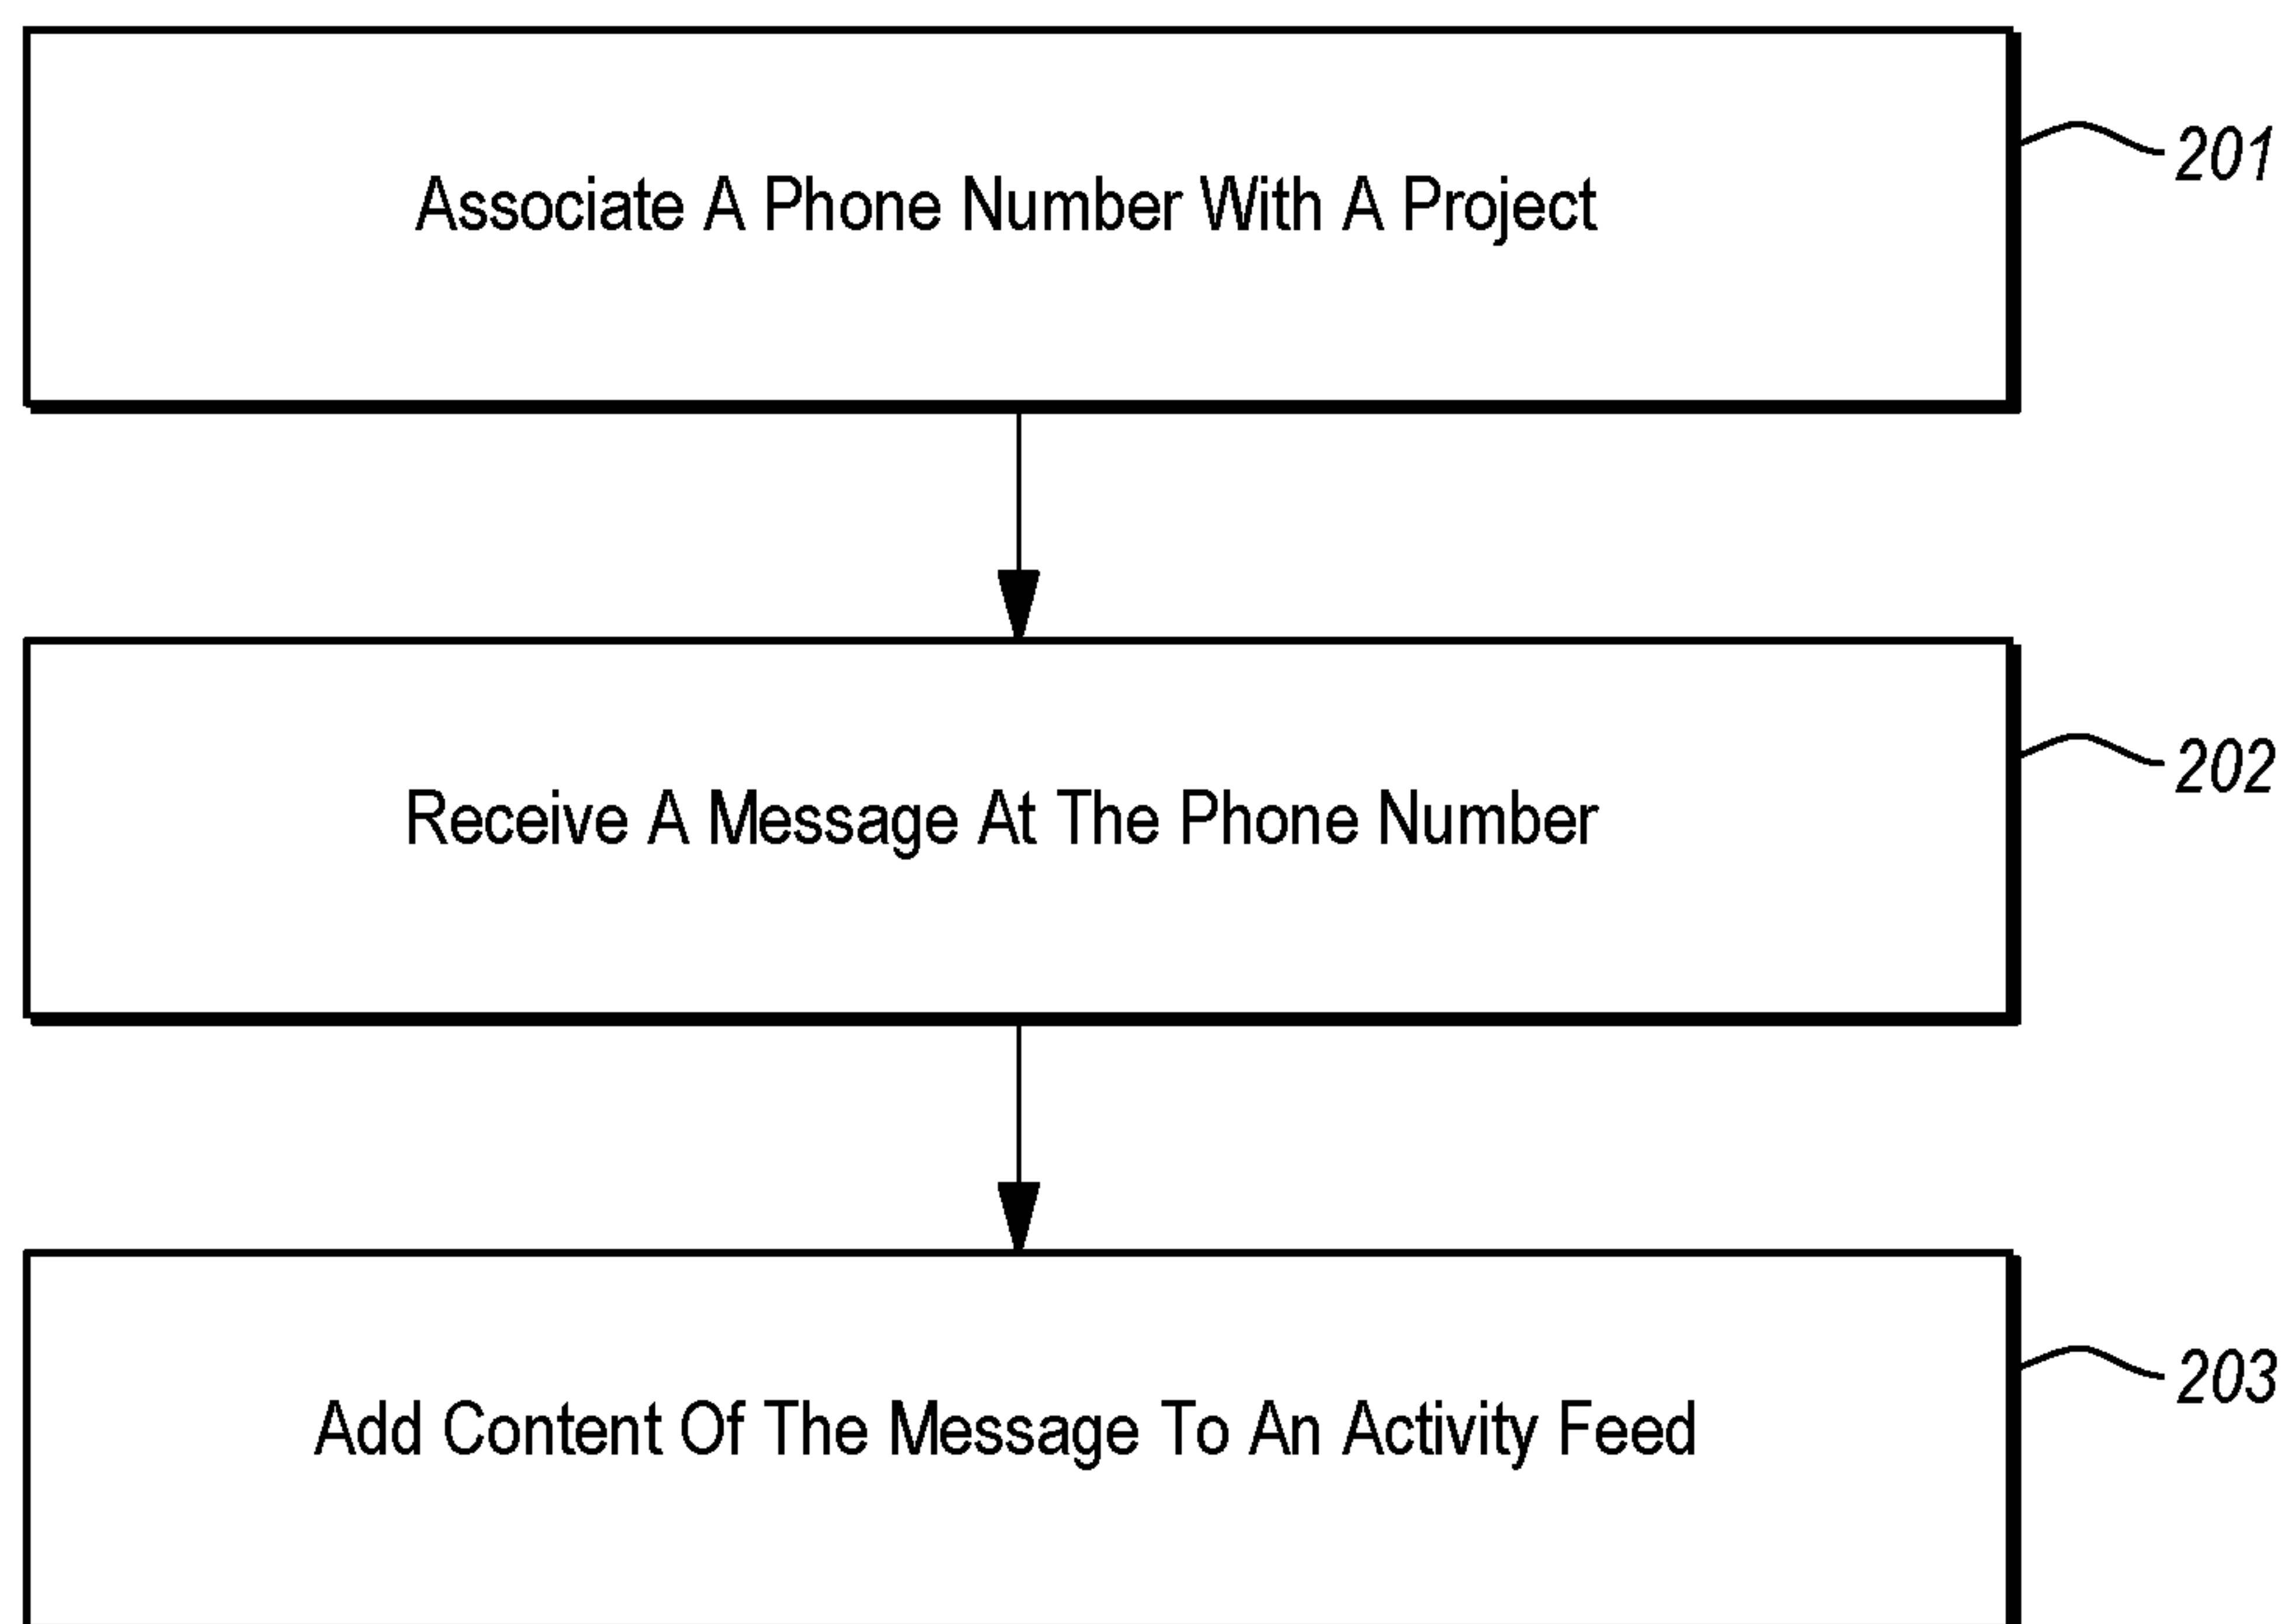 Associate A Phone Number With A Project
201
Receive A Message At The Phone Number
202
Add Content Of The Message To An Activity Feed
203